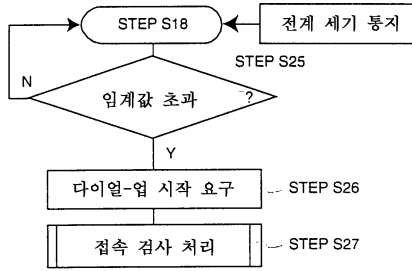 STEP S18
전계 세기 통지
STEP S25
N
임계값 초과
?
Y
다이얼-업 시작 요구
STEP S26
접속 검사 처리
STEP S27